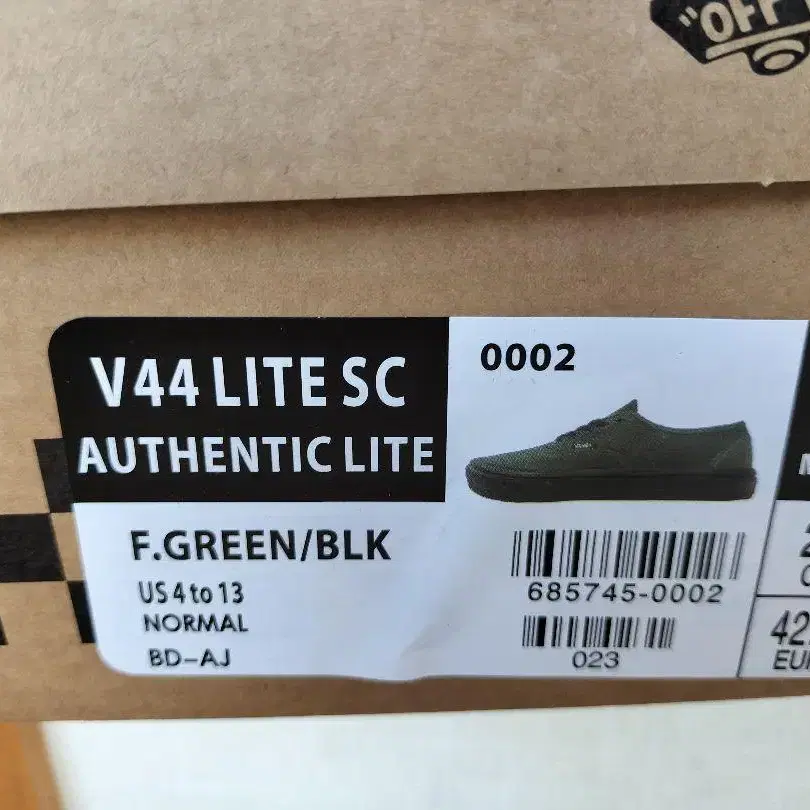 "OFF
V44 LITE SC
AUTHENTIC LITE
0002
F.GREEN/BLK
US 4 to 13
NORMAL
BD-AJ
685745-0002
023
42
EU